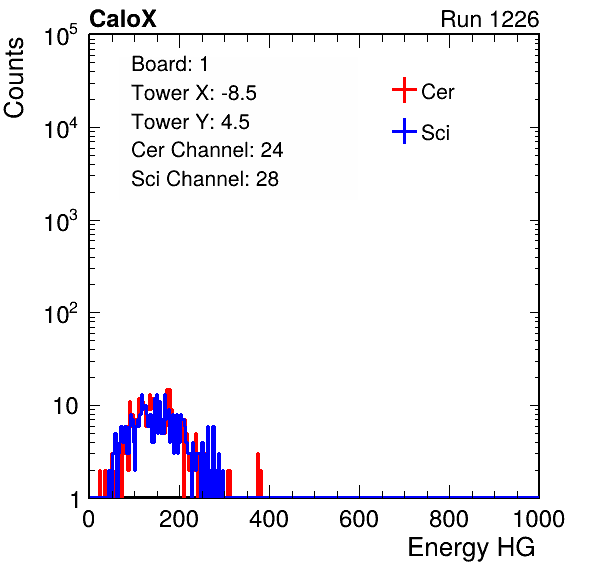 CaloX Run 1226
Counts
10^5
10^4
10^3
10^2
10
1
Board: 1
Tower X: -8.5
Tower Y: 4.5
Cer Channel: 24
Sci Channel: 28
Cer
Sci
0 200 400 600 800 1000
Energy HG